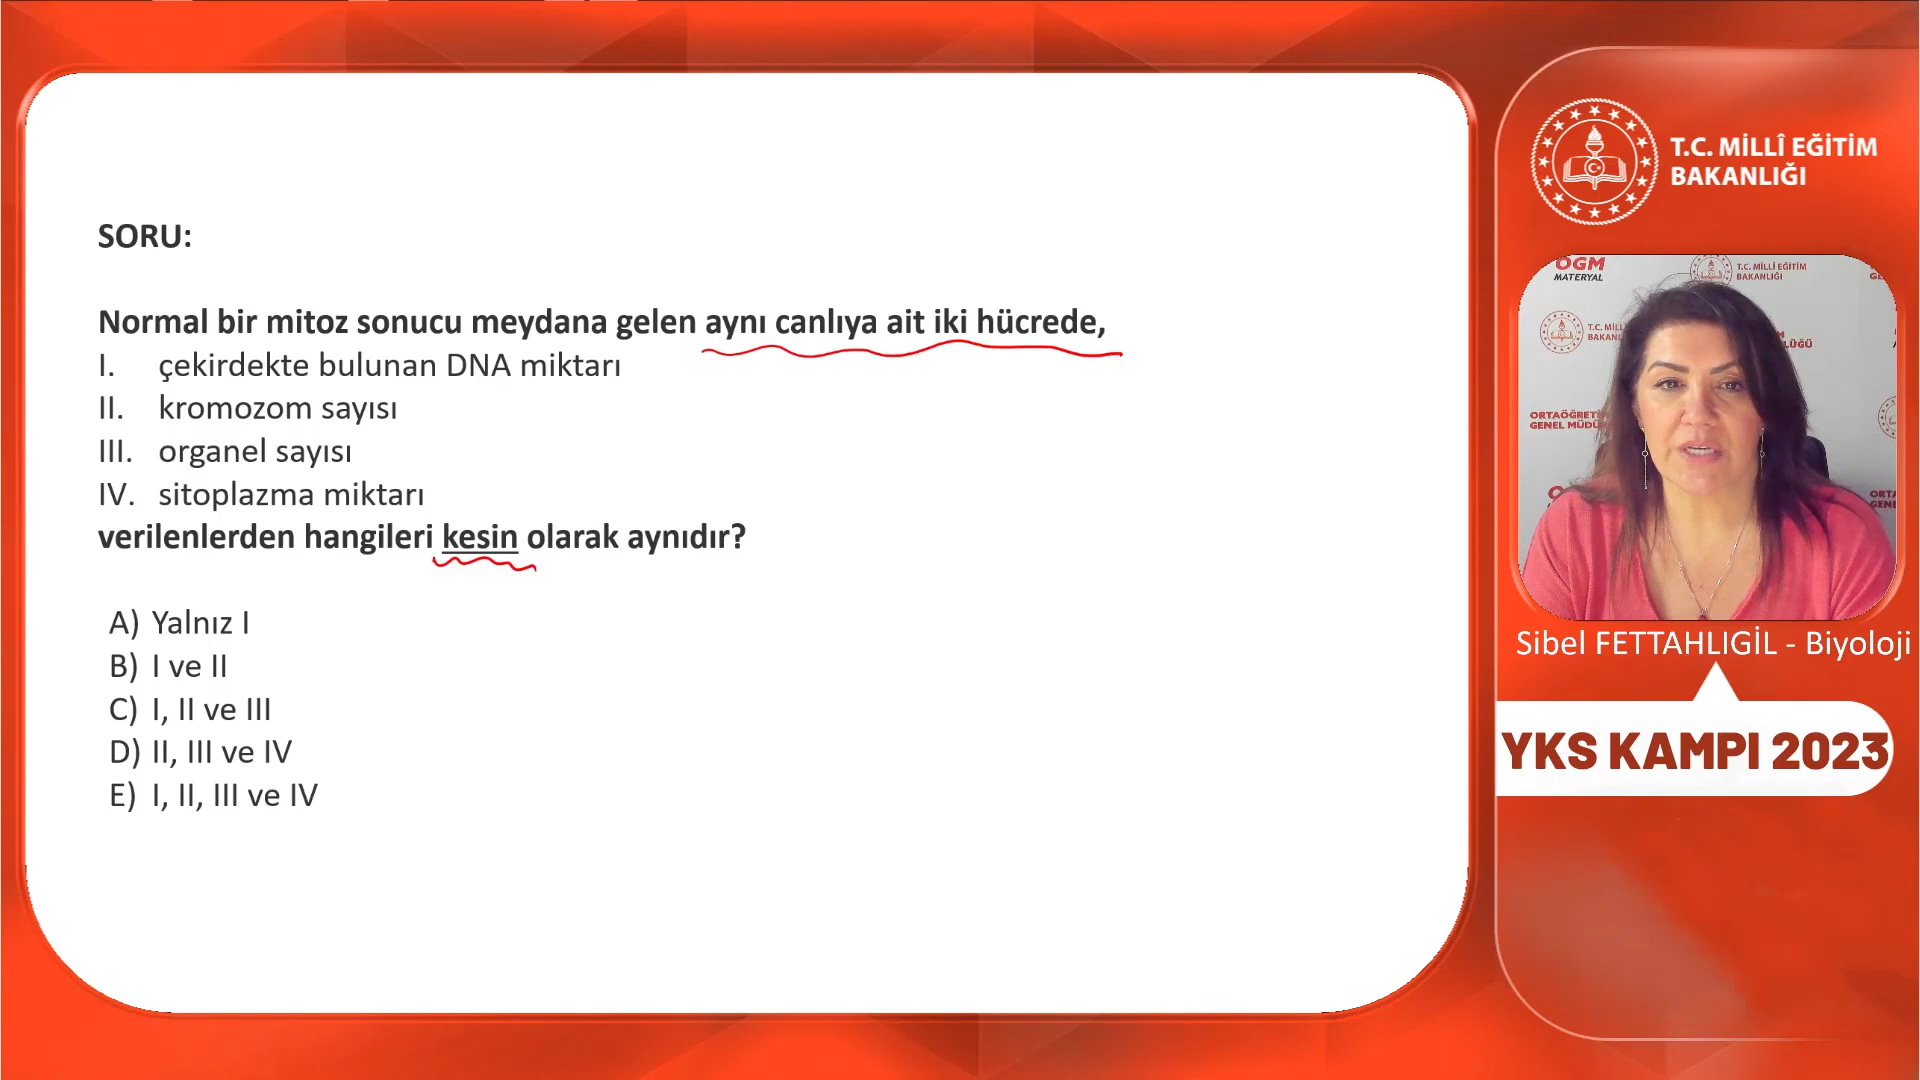 SORU:
Normal bir mitoz sonucu meydana gelen aynı canlıya ait iki hücrede,
I. çekirdekte bulunan DNA miktarı
II. kromozom sayısı
III. organel sayısı
IV. sitoplazma miktarı
verilenlerden hangileri kesin olarak aynıdır?
A) Yalnız I
B) I ve II
C) I, II ve III
D) II, III ve IV
E) I, II, III ve IV
T.C. MİLLÎ EĞİTİM
BAKANLIĞI
OGM
MATERYAL
T.C. MİLLÎ EĞİTİM
BAKANLIĞI
ORTAÖĞRETİ
GENEL MÜDÜ
Sibel FETTAHLIGİL - Biyoloji
YKS KAMPI 2023